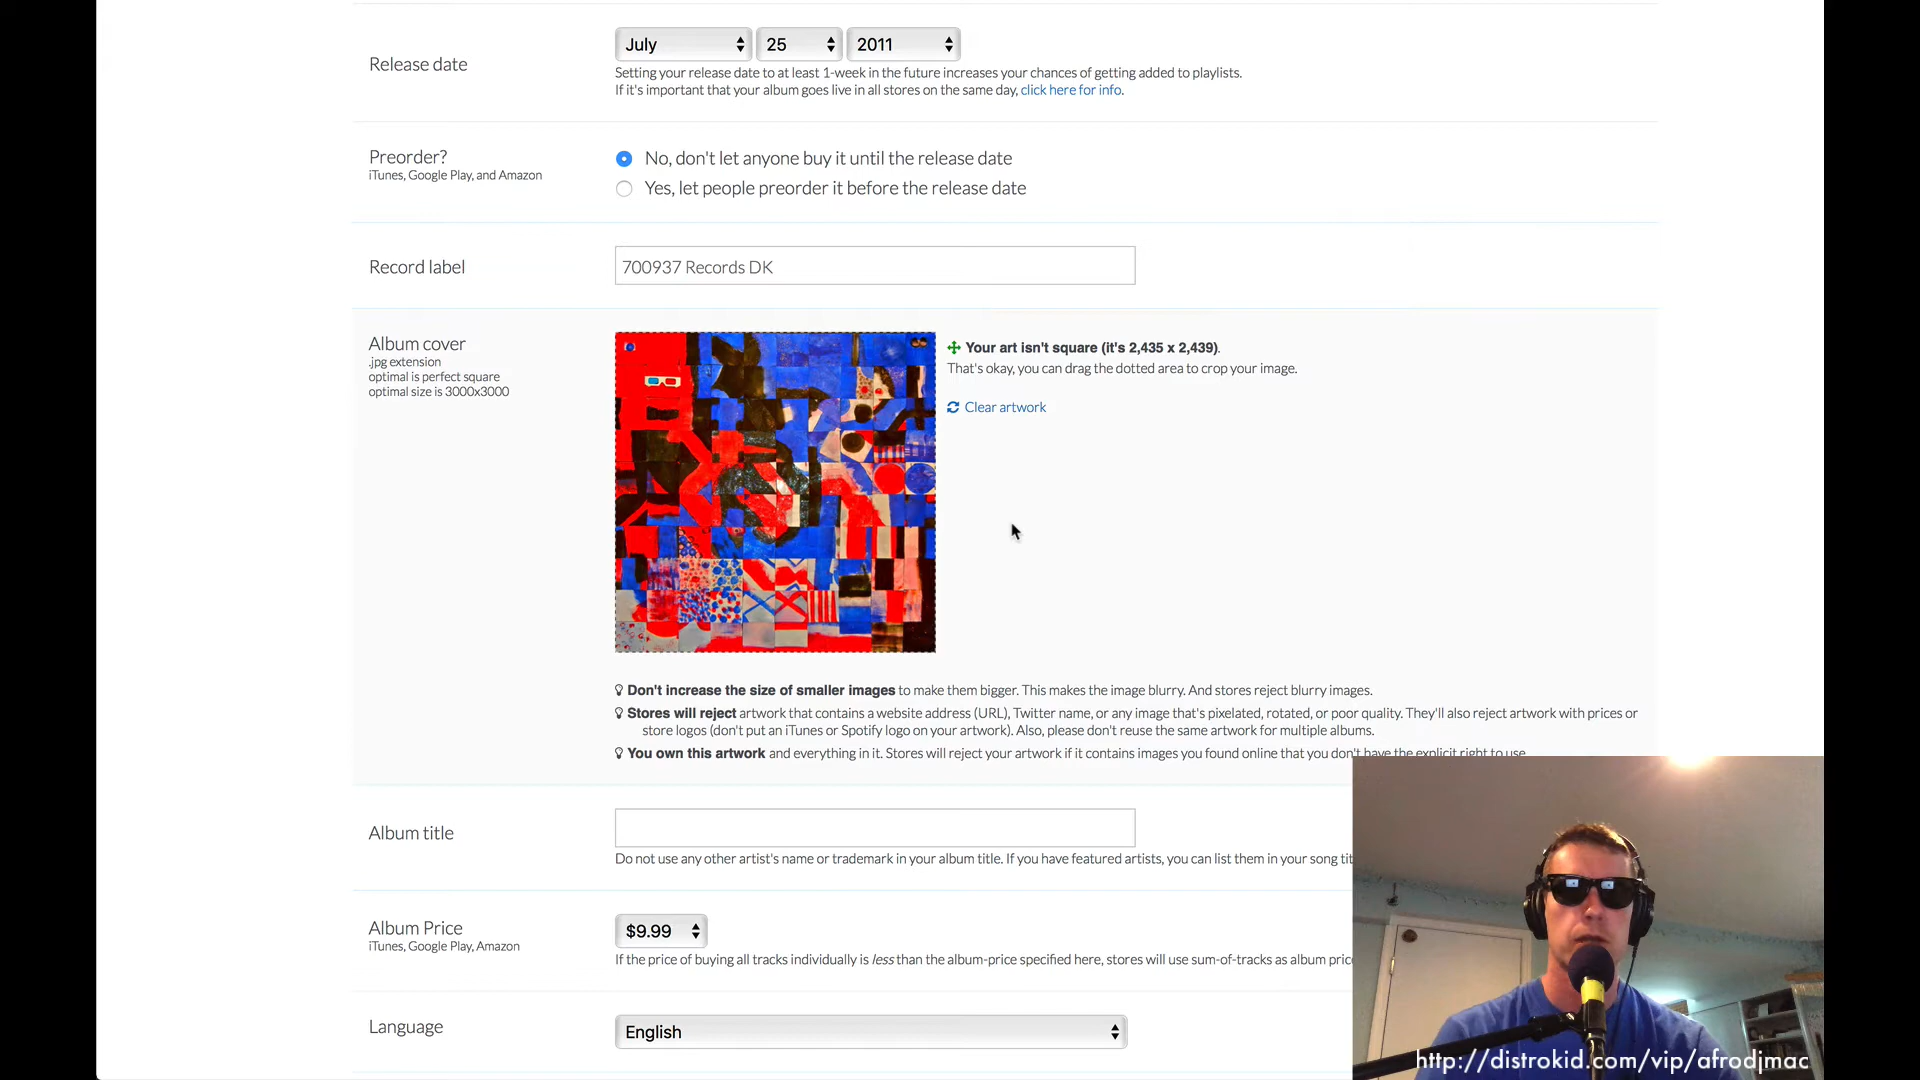 Release date
July
25
2011
Setting your release date to at least 1-week in the future increases your chances of getting added to playlists.
If it's important that your album goes live in all stores on the same day, click here for info.
Preorder?
iTunes, Google Play, and Amazon
No, don't let anyone buy it until the release date
Yes, let people preorder it before the release date
Record label
700937 Records DK
Album cover
.jpg extension
optimal is perfect square
optimal size is 3000x3000
Your art isn't square (it's 2,435 x 2,439).
That's okay, you can drag the dotted area to crop your image.
Clear artwork
Don't increase the size of smaller images to make them bigger. This makes the image blurry. And stores reject blurry images.
Stores will reject artwork that contains a website address (URL), Twitter name, or any image that's pixelated, rotated, or poor quality. They'll also reject artwork with prices or
store logos (don't put an iTunes or Spotify logo on your artwork). Also, please don't reuse the same artwork for multiple albums.
You own this artwork and everything in it. Stores will reject your artwork if it contains images you found online that you don't have the explicit right to use
Album title
Do not use any other artist's name or trademark in your album title. If you have featured artists, you can list them in your song tit
Album Price
iTunes, Google Play, Amazon
$9.99
If the price of buying all tracks individually is less than the album-price specified here, stores will use sum-of-tracks as album price
Language
English
http://distrokid.com/vip/afrodjmac